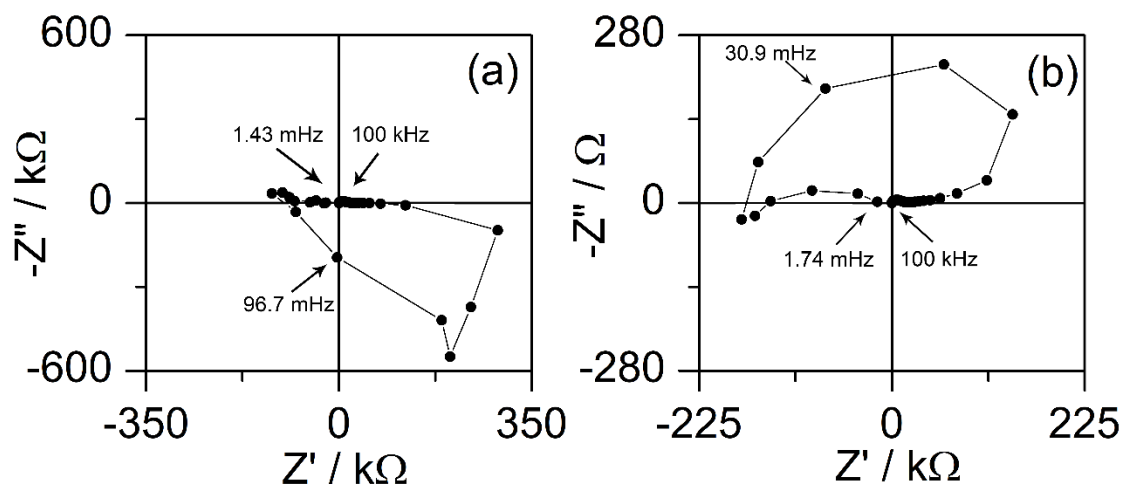 600
(a)
1.43 mHz
100 kHz
0
-Z" / kΩ
96.7 mHz
-600
-350
0
350
Z' / kΩ
280
(b)
30.9 mHz
0
-Z" / Ω
1.74 mHz
100 kHz
-280
-225
0
225
Z' / kΩ